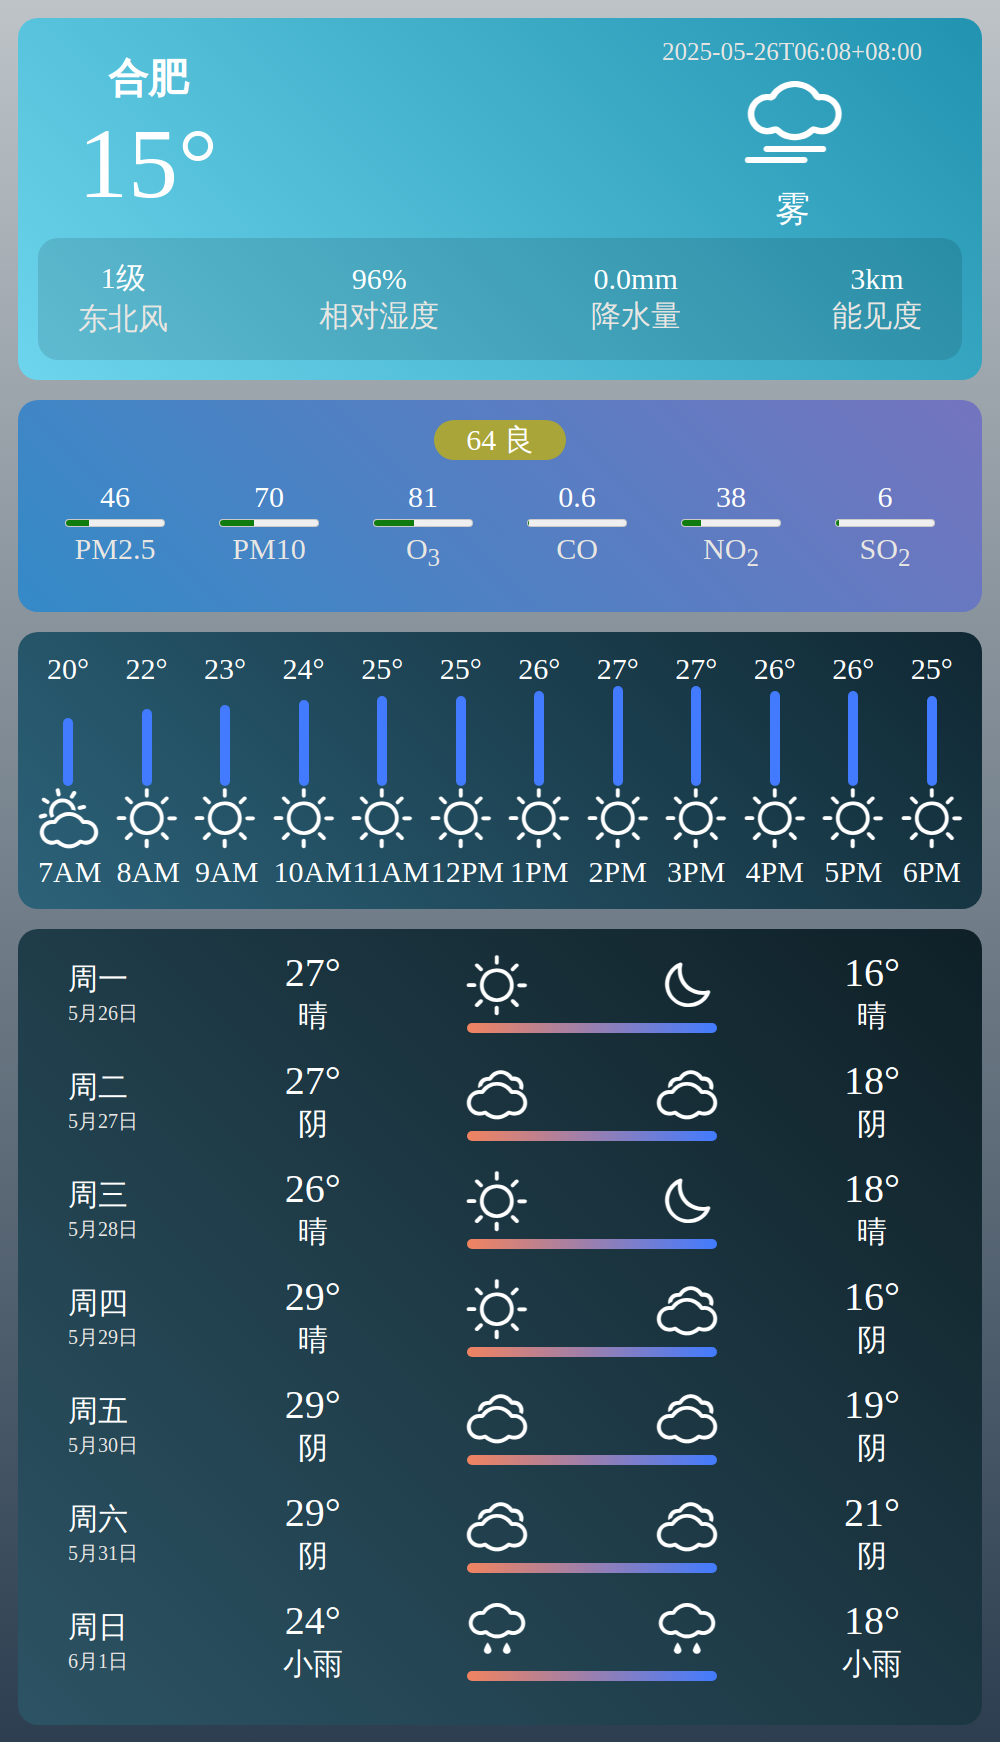 合肥
15°
2025-05-26T06:08+08:00
雾
1级 96% 0.0mm 3km
东北风 相对湿度 降水量 能见度
64 良
46 70 81 0.6 38 6
PM2.5 PM10 O3 CO NO2 SO2
20° 22° 23° 24° 25° 25° 26° 27° 27° 26° 26° 25°
7AM 8AM 9AM 10AM 11AM 12PM 1PM 2PM 3PM 4PM 5PM 6PM
周一 27° 16°
5月26日 晴 晴
周二 27° 18°
5月27日 阴 阴
周三 26° 18°
5月28日 晴 晴
周四 29° 16°
5月29日 晴 阴
周五 29° 19°
5月30日 阴 阴
周六 29° 21°
5月31日 阴 阴
周日 24° 18°
6月1日 小雨 小雨